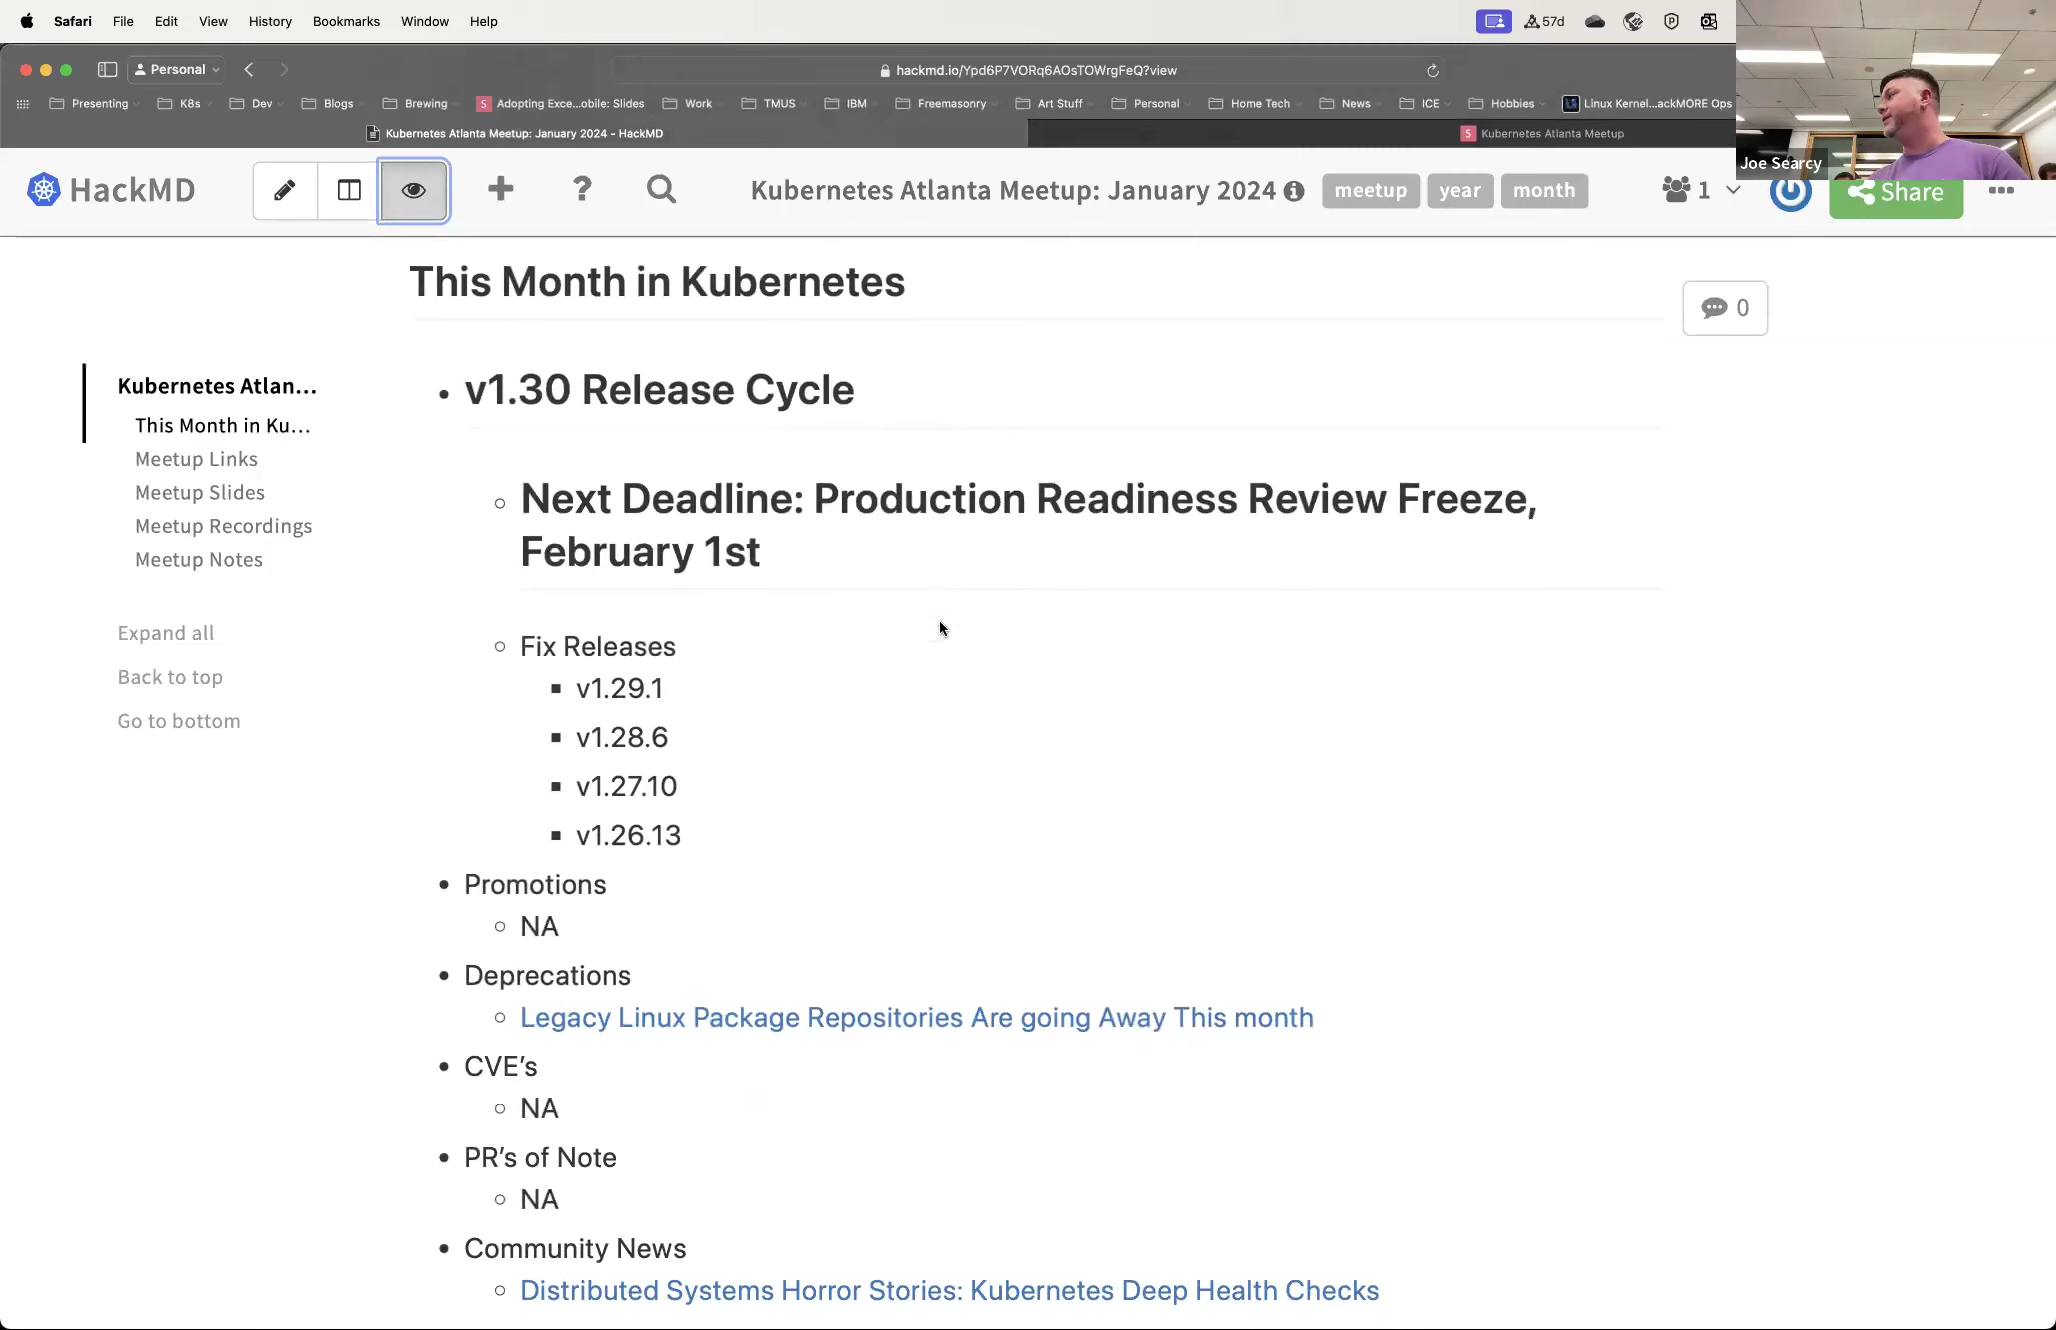 Safari File Edit View History Bookmarks Window Help 57d
Personal hackmd.io/Ypd6P7VORq6AOsTOWrgFeQ?view
Presenting K8s Dev Blogs Brewing S Adopting Exce...obile: Slides Work TMUS IBM Freemasonry Art Stuff Personal Home Tech News ICE Hobbies Linux Kernel...ackMORE Ops
Kubernetes Atlanta Meetup: January 2024 - HackMD S Kubernetes Atlanta Meetup
Joe Searcy
HackMD + ? Kubernetes Atlanta Meetup: January 2024 meetup year month 1 Share
This Month in Kubernetes
0
Kubernetes Atlan...
This Month in Ku...
Meetup Links
Meetup Slides
Meetup Recordings
Meetup Notes
Expand all
Back to top
Go to bottom
• v1.30 Release Cycle
○ Next Deadline: Production Readiness Review Freeze,
February 1st
○ Fix Releases
▪ v1.29.1
▪ v1.28.6
▪ v1.27.10
▪ v1.26.13
• Promotions
○ NA
• Deprecations
○ Legacy Linux Package Repositories Are going Away This month
• CVE’s
○ NA
• PR’s of Note
○ NA
• Community News
○ Distributed Systems Horror Stories: Kubernetes Deep Health Checks